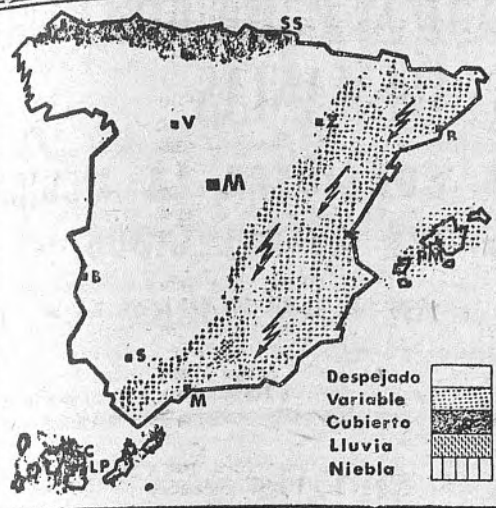 SS
V
Z
B
M
PM
B
S
M
C
LP
Despejado
Variable
Cubierto
Lluvia
Niebla